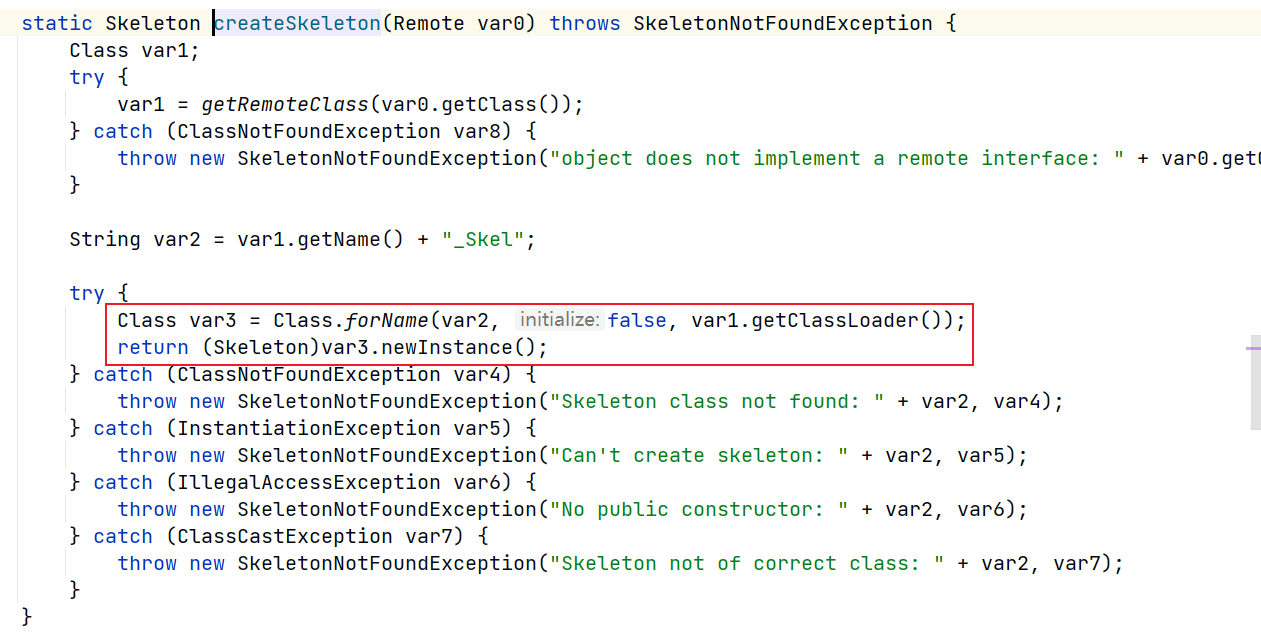 static Skeleton createSkeleton(Remote var0) throws SkeletonNotFoundException {
    Class var1;
    try {
        var1 = getRemoteClass(var0.getClass());
    } catch (ClassNotFoundException var8) {
        throw new SkeletonNotFoundException("object does not implement a remote interface: " + var0.get
    }

    String var2 = var1.getName() + "_Skel";

    try {
        Class var3 = Class.forName(var2, initialize: false, var1.getClassLoader());
        return (Skeleton)var3.newInstance();
    } catch (ClassNotFoundException var4) {
        throw new SkeletonNotFoundException("Skeleton class not found: " + var2, var4);
    } catch (InstantiationException var5) {
        throw new SkeletonNotFoundException("Can't create skeleton: " + var2, var5);
    } catch (IllegalAccessException var6) {
        throw new SkeletonNotFoundException("No public constructor: " + var2, var6);
    } catch (ClassCastException var7) {
        throw new SkeletonNotFoundException("Skeleton not of correct class: " + var2, var7);
    }
}